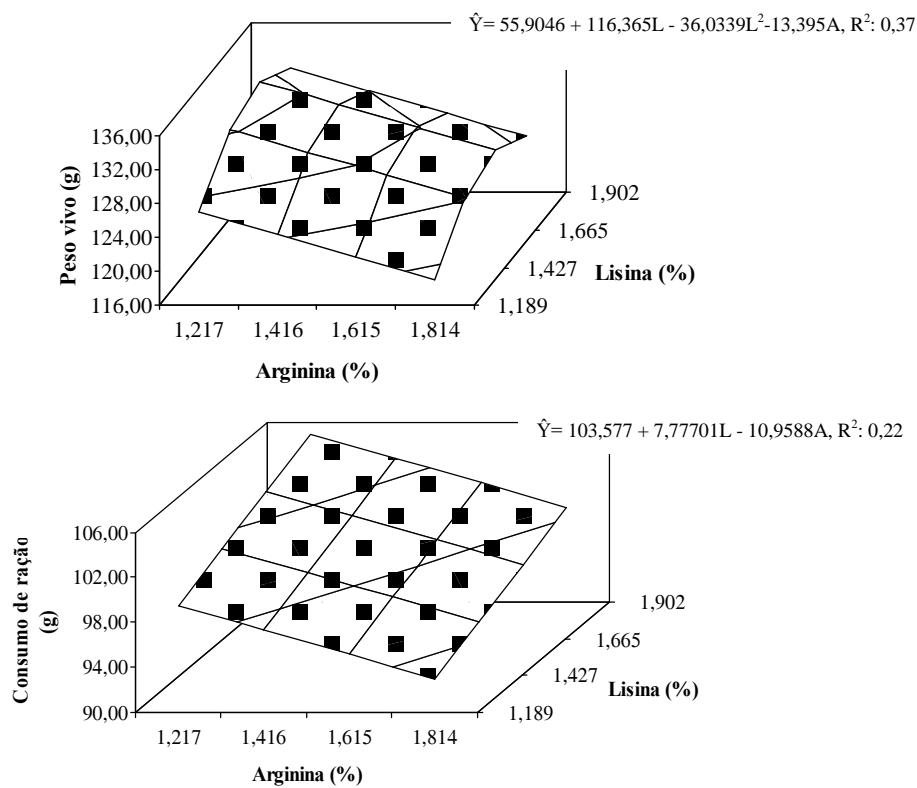 Ŷ= 55,9046 + 116,365L - 36,0339L²-13,395A, R²: 0,37
136,00
132,00
128,00
124,00
120,00
116,00
Peso vivo (g)
1,902
1,665
1,427
1,189
Lisina (%)
1,217 1,416 1,615 1,814
Arginina (%)
Ŷ= 103,577 + 7,77701L - 10,9588A, R²: 0,22
106,00
102,00
98,00
94,00
90,00
Consumo de ração
(g)
1,902
1,665
1,427
1,189
Lisina (%)
1,217 1,416 1,615 1,814
Arginina (%)